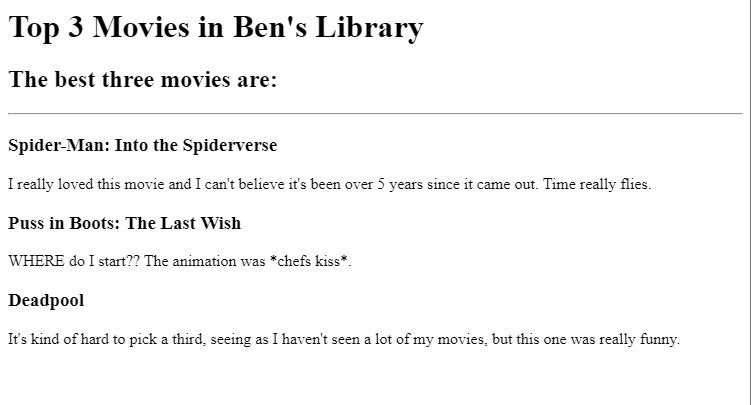 Top 3 Movies in Ben's Library
The best three movies are:
Spider-Man: Into the Spiderverse
I really loved this movie and I can't believe it's been over 5 years since it came out. Time really flies.
Puss in Boots: The Last Wish
WHERE do I start?? The animation was *chefs kiss*.
Deadpool
It's kind of hard to pick a third, seeing as I haven't seen a lot of my movies, but this one was really funny.